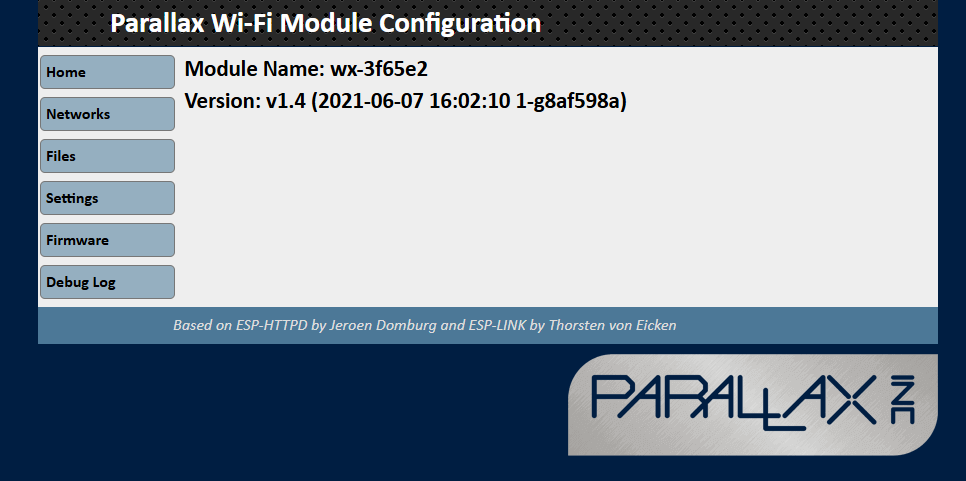 Parallax Wi-Fi Module Configuration
Home
Networks
Files
Settings
Firmware
Debug Log
Module Name: wx-3f65e2
Version: v1.4 (2021-06-07 16:02:10 1-g8af598a)
Based on ESP-HTTPD by Jeroen Domburg and ESP-LINK by Thorsten von Eicken
PARALLAX INC